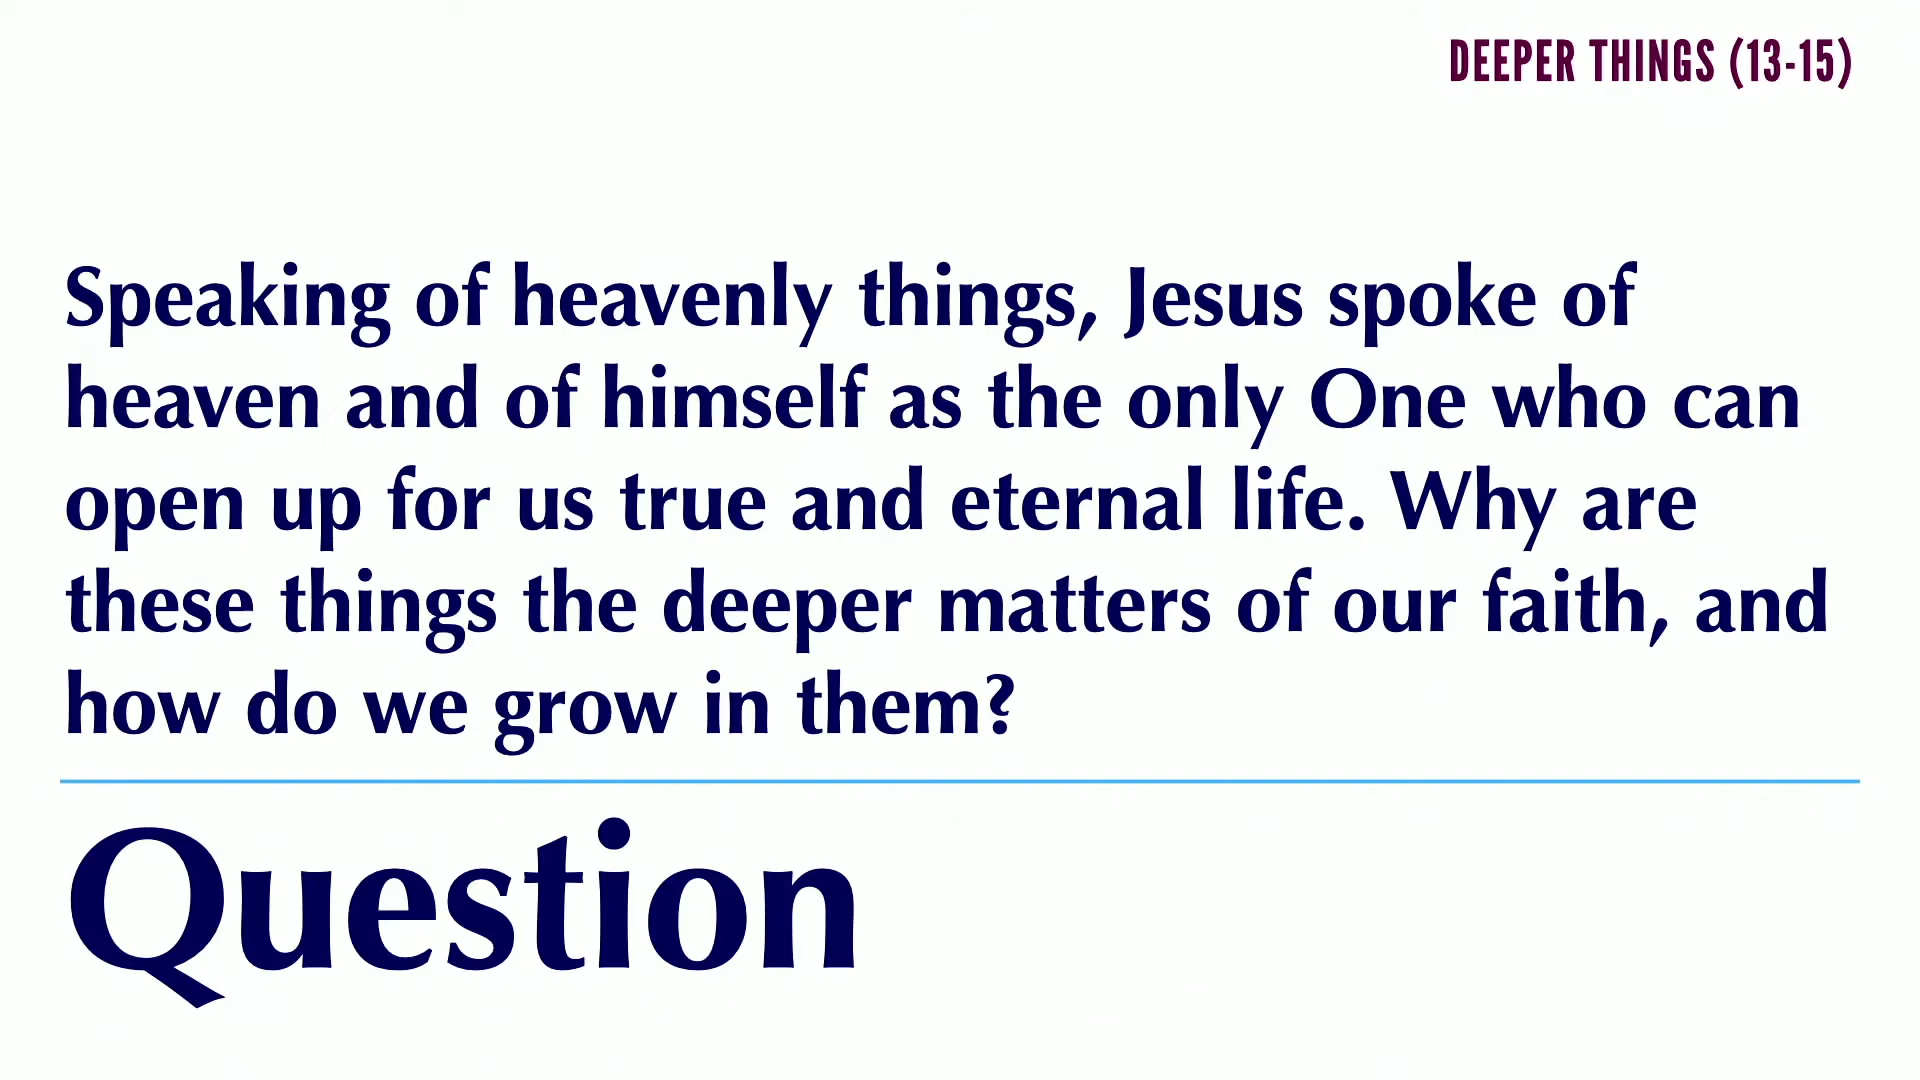 DEEPER THINGS (13-15)
Speaking of heavenly things, Jesus spoke of
heaven and of himself as the only One who can
open up for us true and eternal life. Why are
these things the deeper matters of our faith, and
how do we grow in them?
Question